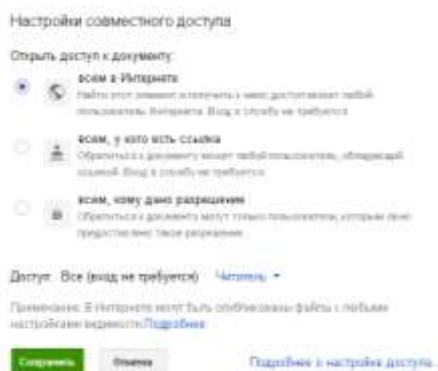 Настройки совместного доступа
Открыть доступ к документу:
всем в Интернете
Найти этот элемент и получить к нему доступ может любой
пользователь Интернета. Вход в службу не требуется.
всем, у кого есть ссылка
Обратиться к документу может любой пользователь, обладающий
ссылкой. Вход в службу не требуется.
всем, кому дано разрешение
Обратиться к документу могут только пользователи, которым явно
предоставлено такое разрешение.
Доступ: Все (вход не требуется) Читатель
Примечание. В Интернете могут быть опубликованы файлы с любыми
настройками видимости. Подробнее
Сохранить Отмена Подробнее о настройке доступа...